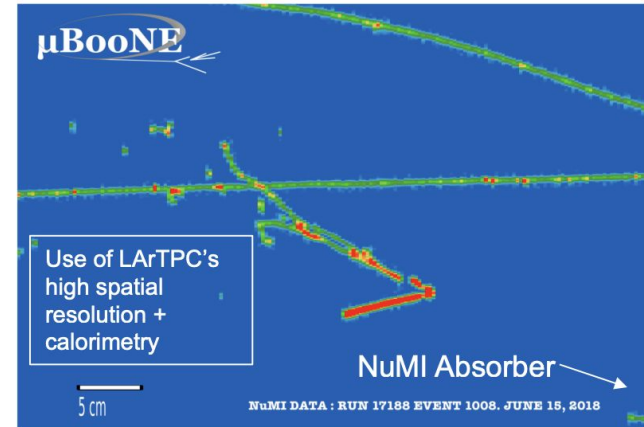 µBooNE
Use of LArTPC's
high spatial
resolution +
calorimetry
NuMI Absorber
5 cm
NuMI DATA : RUN 17188 EVENT 1008. JUNE 15, 2018